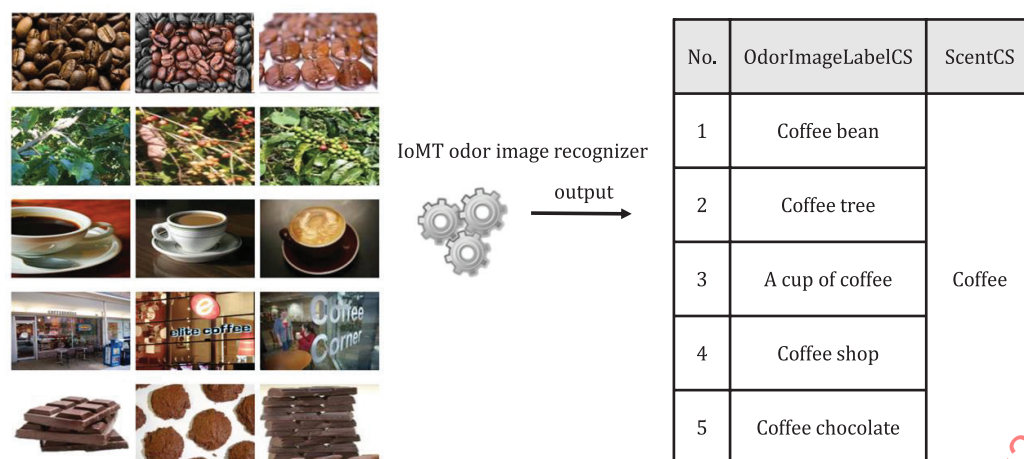 elite coffee
Coffee
Corner
IoMT odor image recognizer
output
No. OdorImageLabelCS ScentCS
1 Coffee bean
2 Coffee tree
3 A cup of coffee Coffee
4 Coffee shop
5 Coffee chocolate